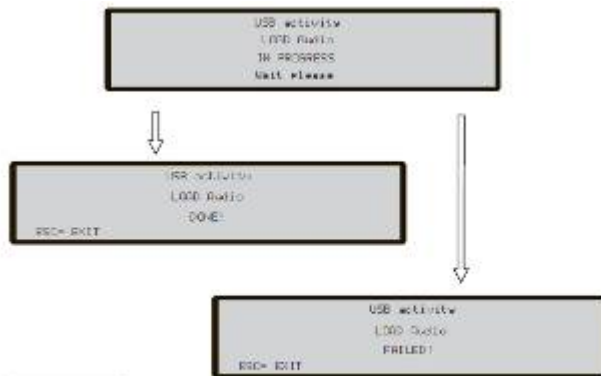 USB activity
LOAD Audio
IN PROGRESS
Wait Please
USB activity
LOAD Audio
DONE!
ESC= EXIT
USB activity
LOAD Audio
FAILED!
ESC= EXIT